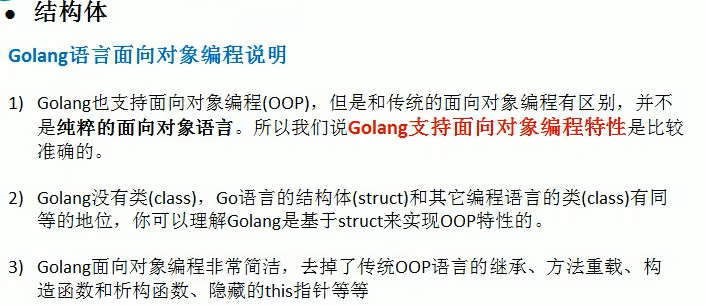 ● 结构体
Golang语言面向对象编程说明
1) Golang也支持面向对象编程(OOP)，但是和传统的面向对象编程有区别，并不
是纯粹的面向对象语言。所以我们说Golang支持面向对象编程特性是比较
准确的。
2) Golang没有类(class)，Go语言的结构体(struct)和其它编程语言的类(class)有同
等的地位，你可以理解Golang是基于struct来实现OOP特性的。
3) Golang面向对象编程非常简洁，去掉了传统OOP语言的继承、方法重载、构
造函数和析构函数、隐藏的this指针等等